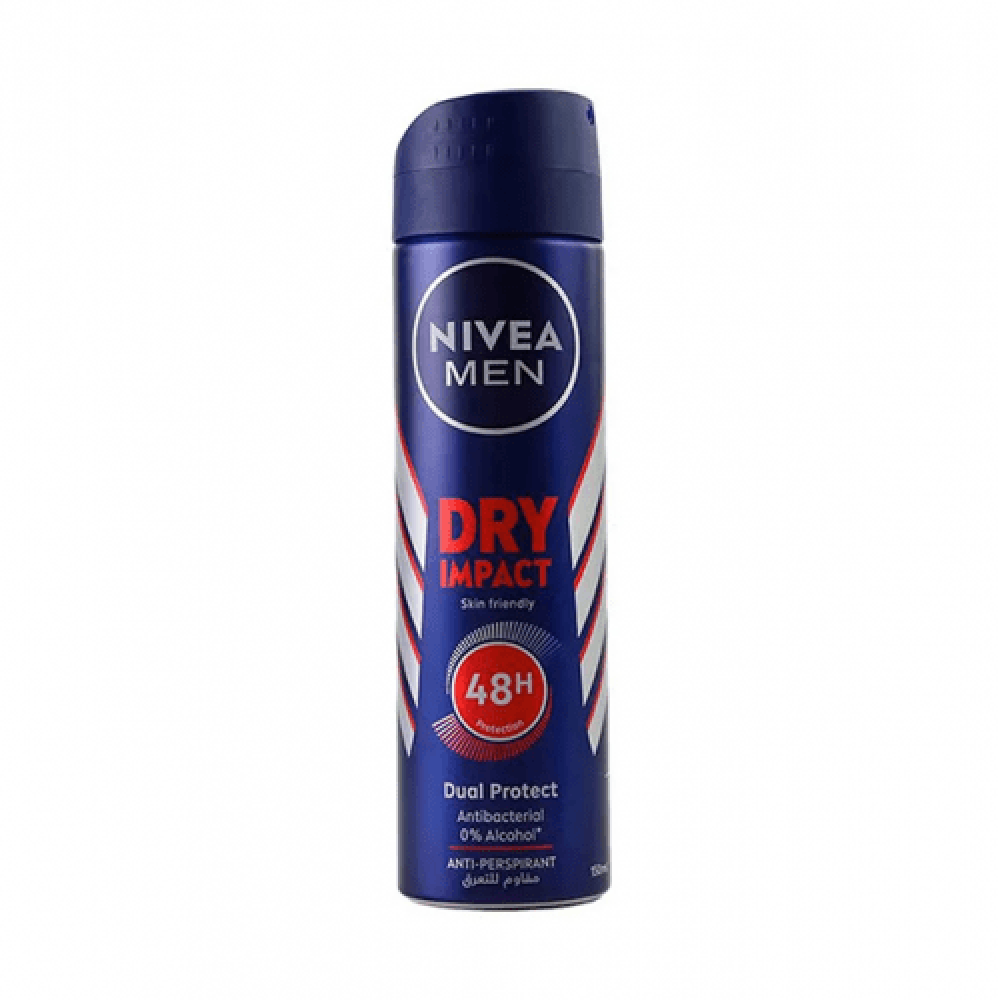 NIVEA
MEN
DRY
IMPACT
Skin friendly
48H
Protection
Dual Protect
Antibacterial
0% Alcohol*
ANTI-PERSPIRANT
مقاوم للتعرق